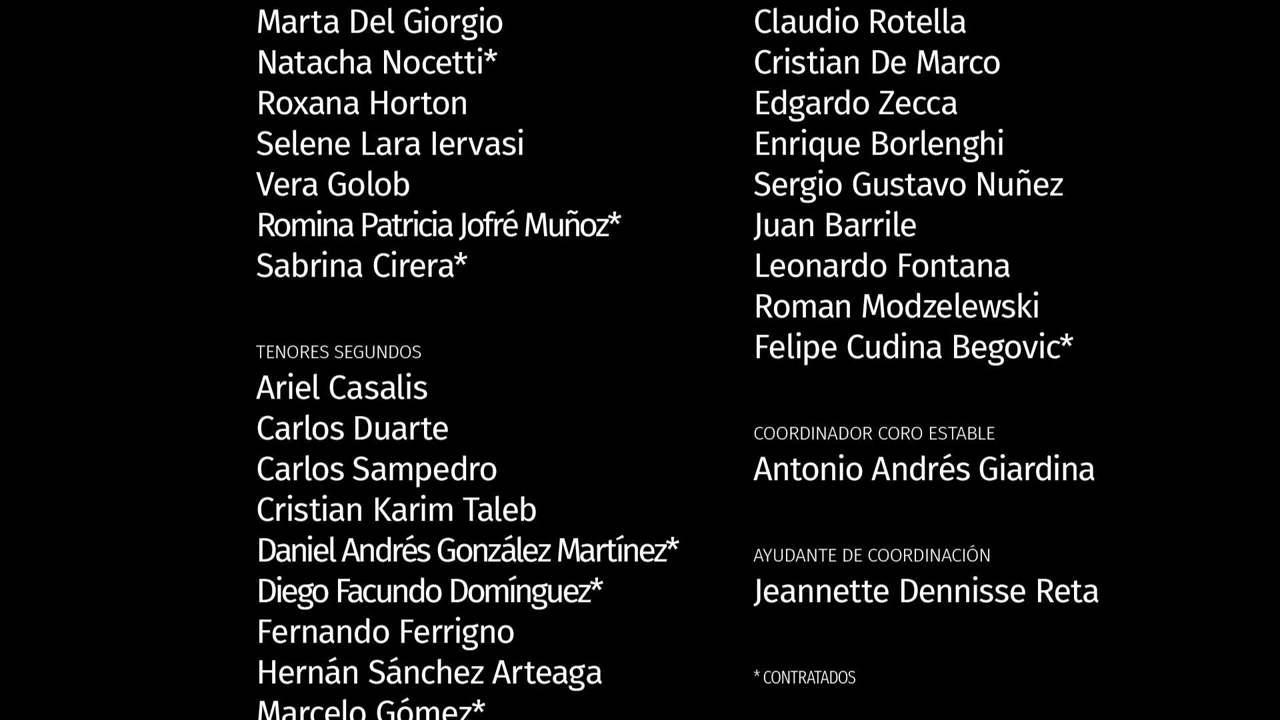 Marta Del Giorgio
Natacha Nocetti*
Roxana Horton
Selene Lara Iervasi
Vera Golob
Romina Patricia Jofré Muñoz*
Sabrina Cirera*
TENORES SEGUNDOS
Ariel Casalis
Carlos Duarte
Carlos Sampedro
Cristian Karim Taleb
Daniel Andrés González Martínez*
Diego Facundo Domínguez*
Fernando Ferrigno
Hernán Sánchez Arteaga
Marcelo Gómez*
Claudio Rotella
Cristian De Marco
Edgardo Zecca
Enrique Borlenghi
Sergio Gustavo Nuñez
Juan Barrile
Leonardo Fontana
Roman Modzelewski
Felipe Cudina Begovic*
COORDINADOR CORO ESTABLE
Antonio Andrés Giardina
AYUDANTE DE COORDINACIÓN
Jeannette Dennisse Reta
* CONTRATADOS